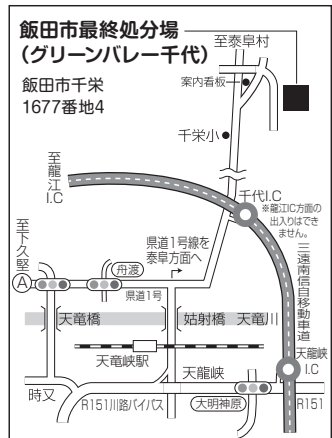 飯田市最終処分場
(グリーンバレー千代)
飯田市千栄
1677番地4
至泰阜村
案内看板
千栄小
至龍江I.C
千代I.C
※龍江IC方面の
出入りはでき
ません。
至下久堅
A
舟渡
県道1号線を
泰阜方面へ
県道1号
三遠南信自動車道
天竜橋
姑射橋
天竜川
天竜峡駅
天龍峡
I.C
天龍峡
時又
R151川路バイパス
大明神原
R151